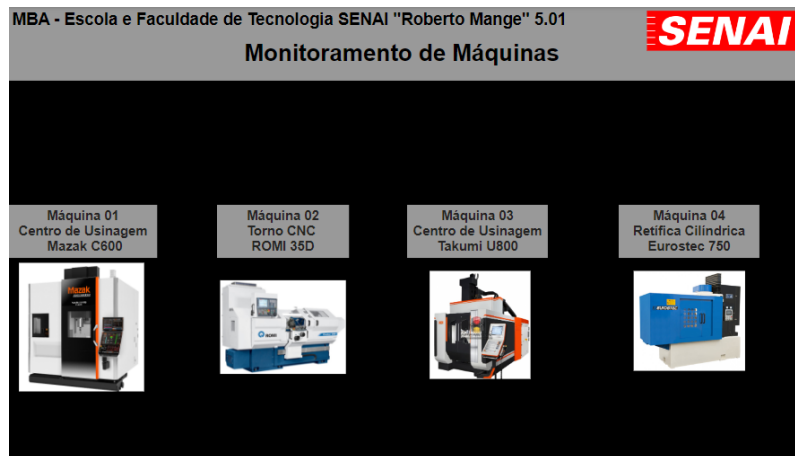 MBA - Escola e Faculdade de Tecnologia SENAI "Roberto Mange" 5.01
SENAI
Monitoramento de Máquinas
Máquina 01
Centro de Usinagem
Mazak C600
Máquina 02
Torno CNC
ROMI 35D
Máquina 03
Centro de Usinagem
Takumi U800
Máquina 04
Retífica Cilíndrica
Eurostec 750
Mazak
ROMI